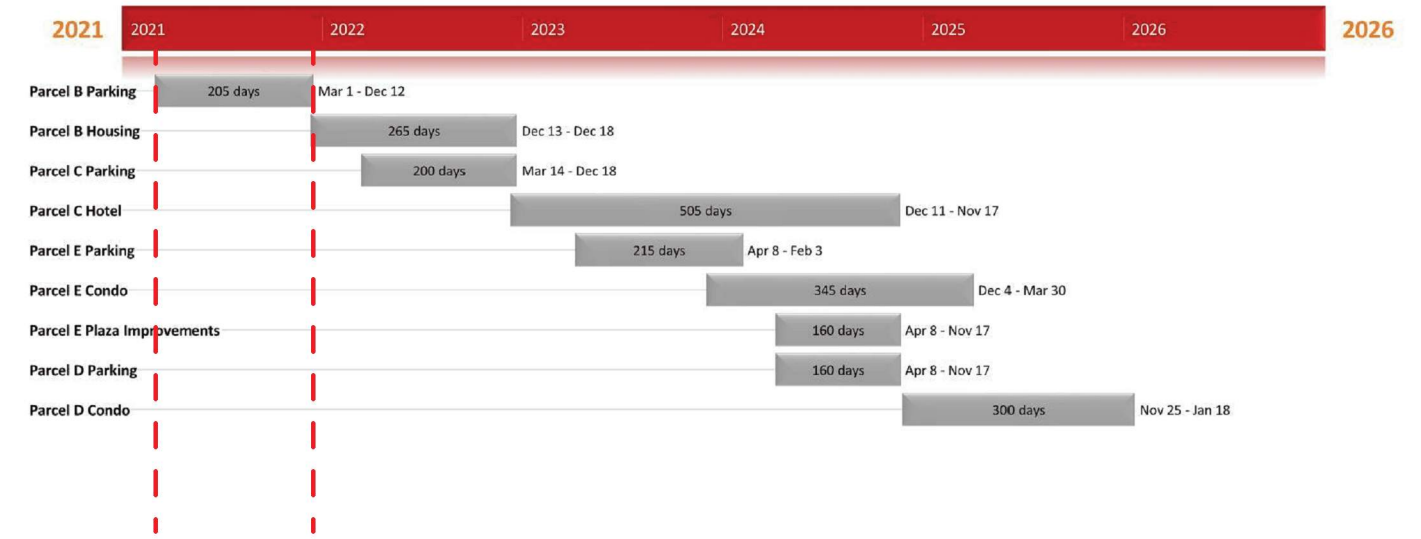 2021 2021 2022 2023 2024 2025 2026 2026
Parcel B Parking 205 days Mar 1 - Dec 12
Parcel B Housing 265 days Dec 13 - Dec 18
Parcel C Parking 200 days Mar 14 - Dec 18
Parcel C Hotel 505 days Dec 11 - Nov 17
Parcel E Parking 215 days Apr 8 - Feb 3
Parcel E Condo 345 days Dec 4 - Mar 30
Parcel E Plaza Improvements 160 days Apr 8 - Nov 17
Parcel D Parking 160 days Apr 8 - Nov 17
Parcel D Condo 300 days Nov 25 - Jan 18